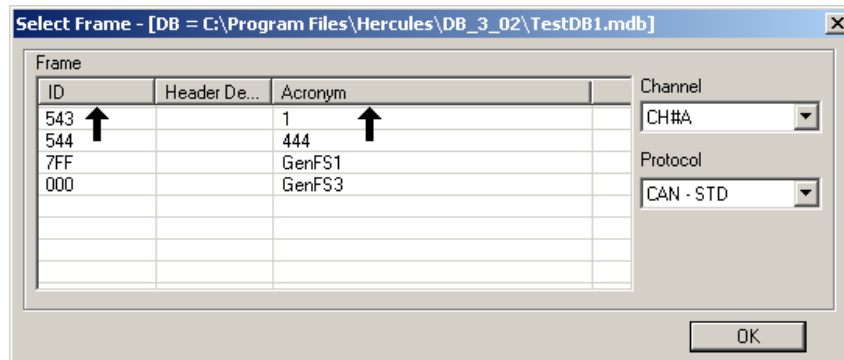 Select Frame - [DB = C:\Program Files\Hercules\DB_3_02\TestDB1.mdb]
Frame
ID Header De... Acronym
543 1
544 444
7FF GenFS1
000 GenFS3
Channel
CH#A
Protocol
CAN - STD
OK